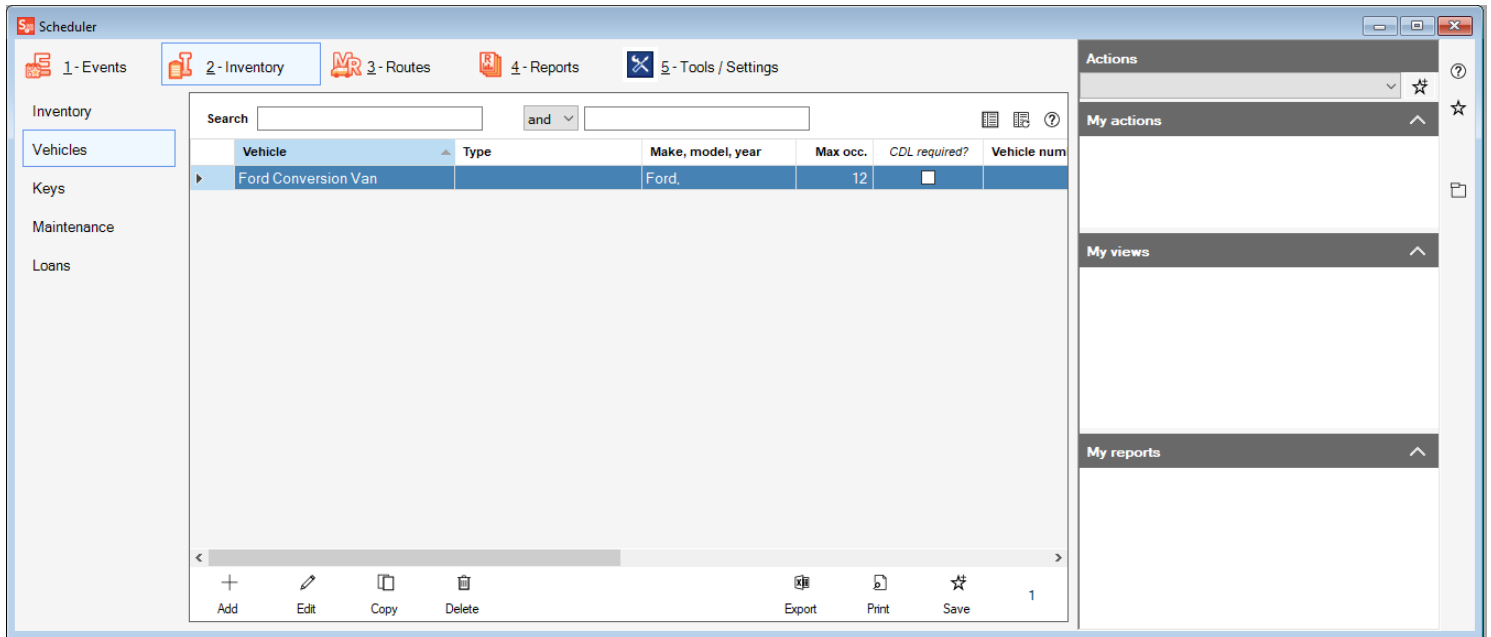 Scheduler
1 - Events 2 - Inventory 3 - Routes 4 - Reports 5 - Tools / Settings
Inventory
Vehicles
Keys
Maintenance
Loans
Search and
Vehicle Type Make, model, year Max occ. CDL required? Vehicle num
Ford Conversion Van Ford, 12
Add Edit Copy Delete Export Print Save 1
Actions
My actions
My views
My reports